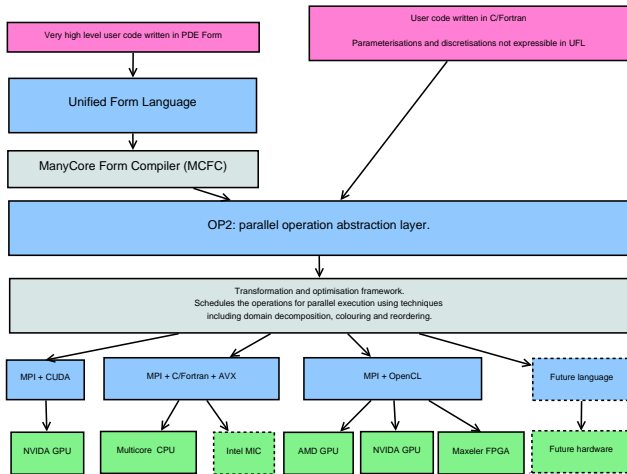 User code written in C/Fortran
Very high level user code written in PDE Form
Parameterisations and discretisations not expressible in UFL
Unified Form Language
ManyCore Form Compiler (MCFC)
OP2: parallel operation abstraction layer.
Transformation and optimisation framework.
Schedules the operations for parallel execution using techniques
including domain decomposition, colouring and reordering.
MPI + CUDA
MPI + C/Fortran + AVX
MPI + OpenCL
Future language
NVIDA GPU
Multicore CPU
Intel MIC
AMD GPU
NVIDA GPU
Maxeler FPGA
Future hardware